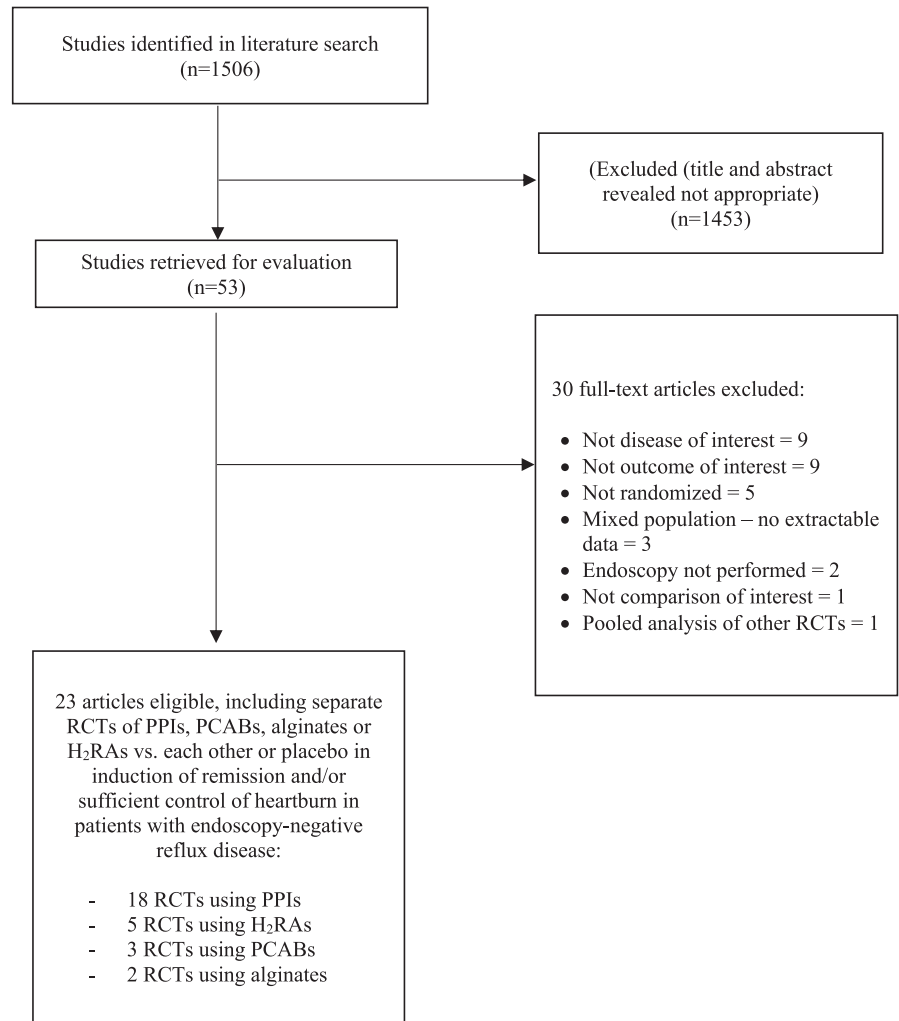 Studies identified in literature search
(n=1506)
(Excluded (title and abstract
revealed not appropriate)
(n=1453)
Studies retrieved for evaluation
(n=53)
30 full-text articles excluded:
• Not disease of interest = 9
• Not outcome of interest = 9
• Not randomized = 5
• Mixed population – no extractable
data = 3
• Endoscopy not performed = 2
• Not comparison of interest = 1
• Pooled analysis of other RCTs = 1
23 articles eligible, including separate
RCTs of PPIs, PCABs, alginates or
H₂RAs vs. each other or placebo in
induction of remission and/or
sufficient control of heartburn in
patients with endoscopy-negative
reflux disease:
- 18 RCTs using PPIs
- 5 RCTs using H₂RAs
- 3 RCTs using PCABs
- 2 RCTs using alginates